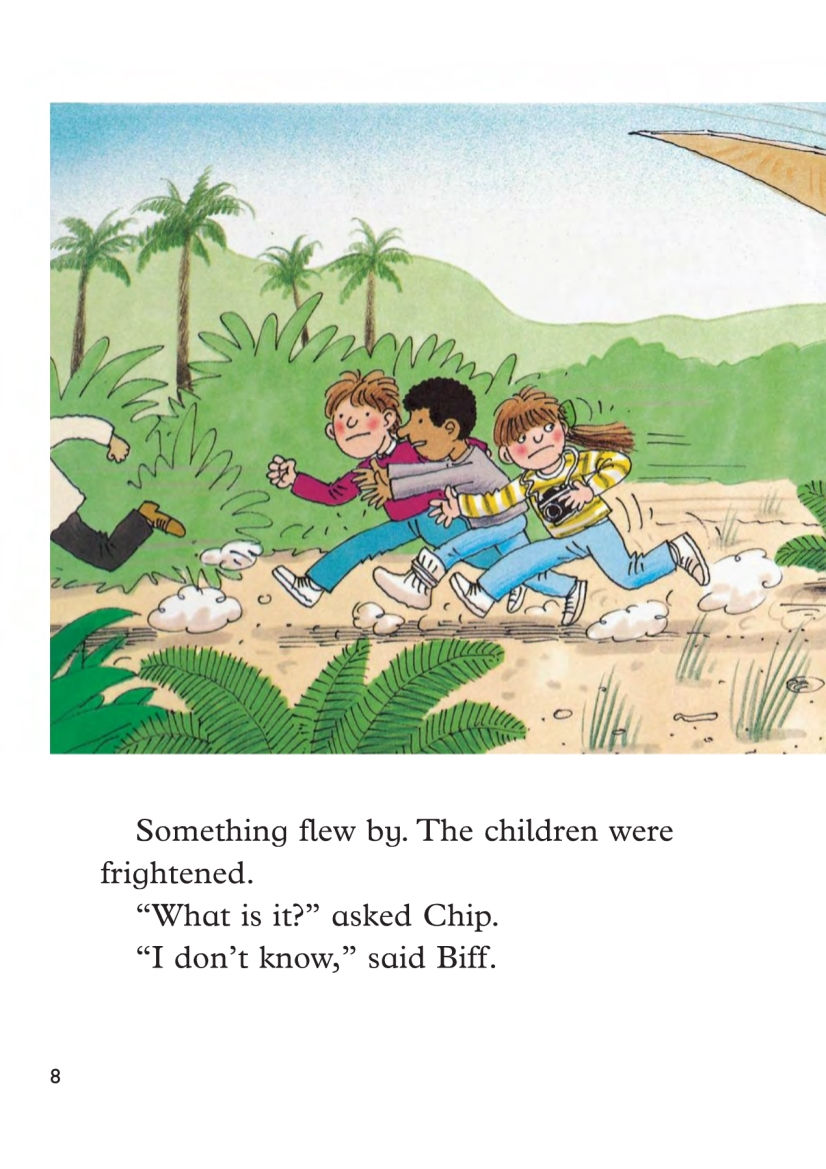 Something flew by. The children were
frightened.
“What is it?” asked Chip.
“I don’t know,” said Biff.
8